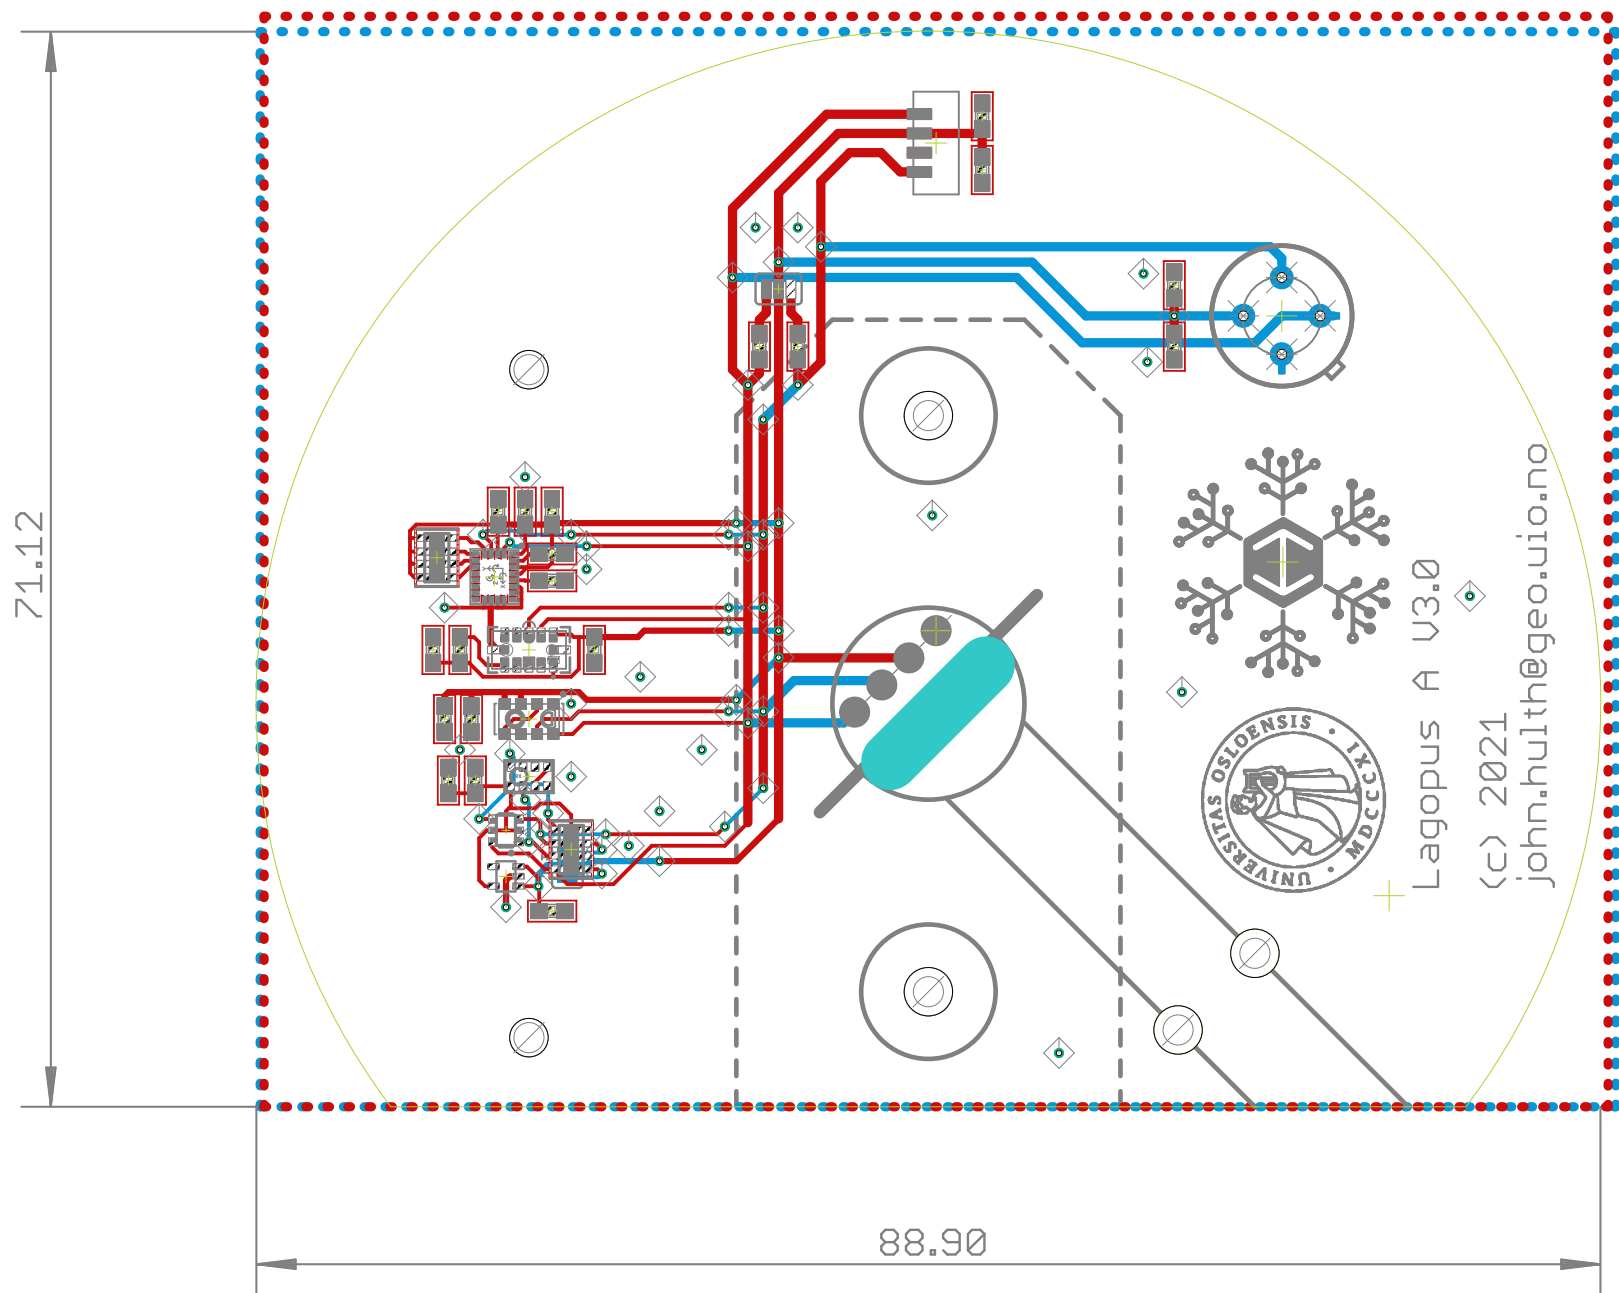 71.12
88.90
Lagopus A v3.0
(c) 2021
john.hulth@geo.uio.no
UNIVERSITAS OSLOENSIS • MDCCCXI •